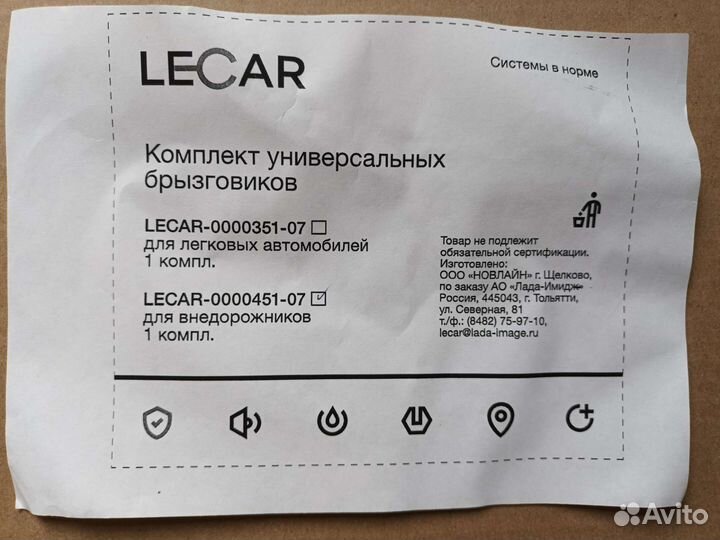 LECAR
Системы в норме
Комплект универсальных
брызговиков
LECAR-0000351-07
для легковых автомобилей
1 компл.
LECAR-0000451-07
для внедорожников
1 компл.
Товар не подлежит
обязательной сертификации.
Изготовлено:
ООО «НОВЛАЙН» г. Щелково,
по заказу АО «Лада-Имидж»
Россия, 445043, г. Тольятти,
ул. Северная, 81
т./ф.: (8482) 75-97-10,
lecar@lada-image.ru
Avito